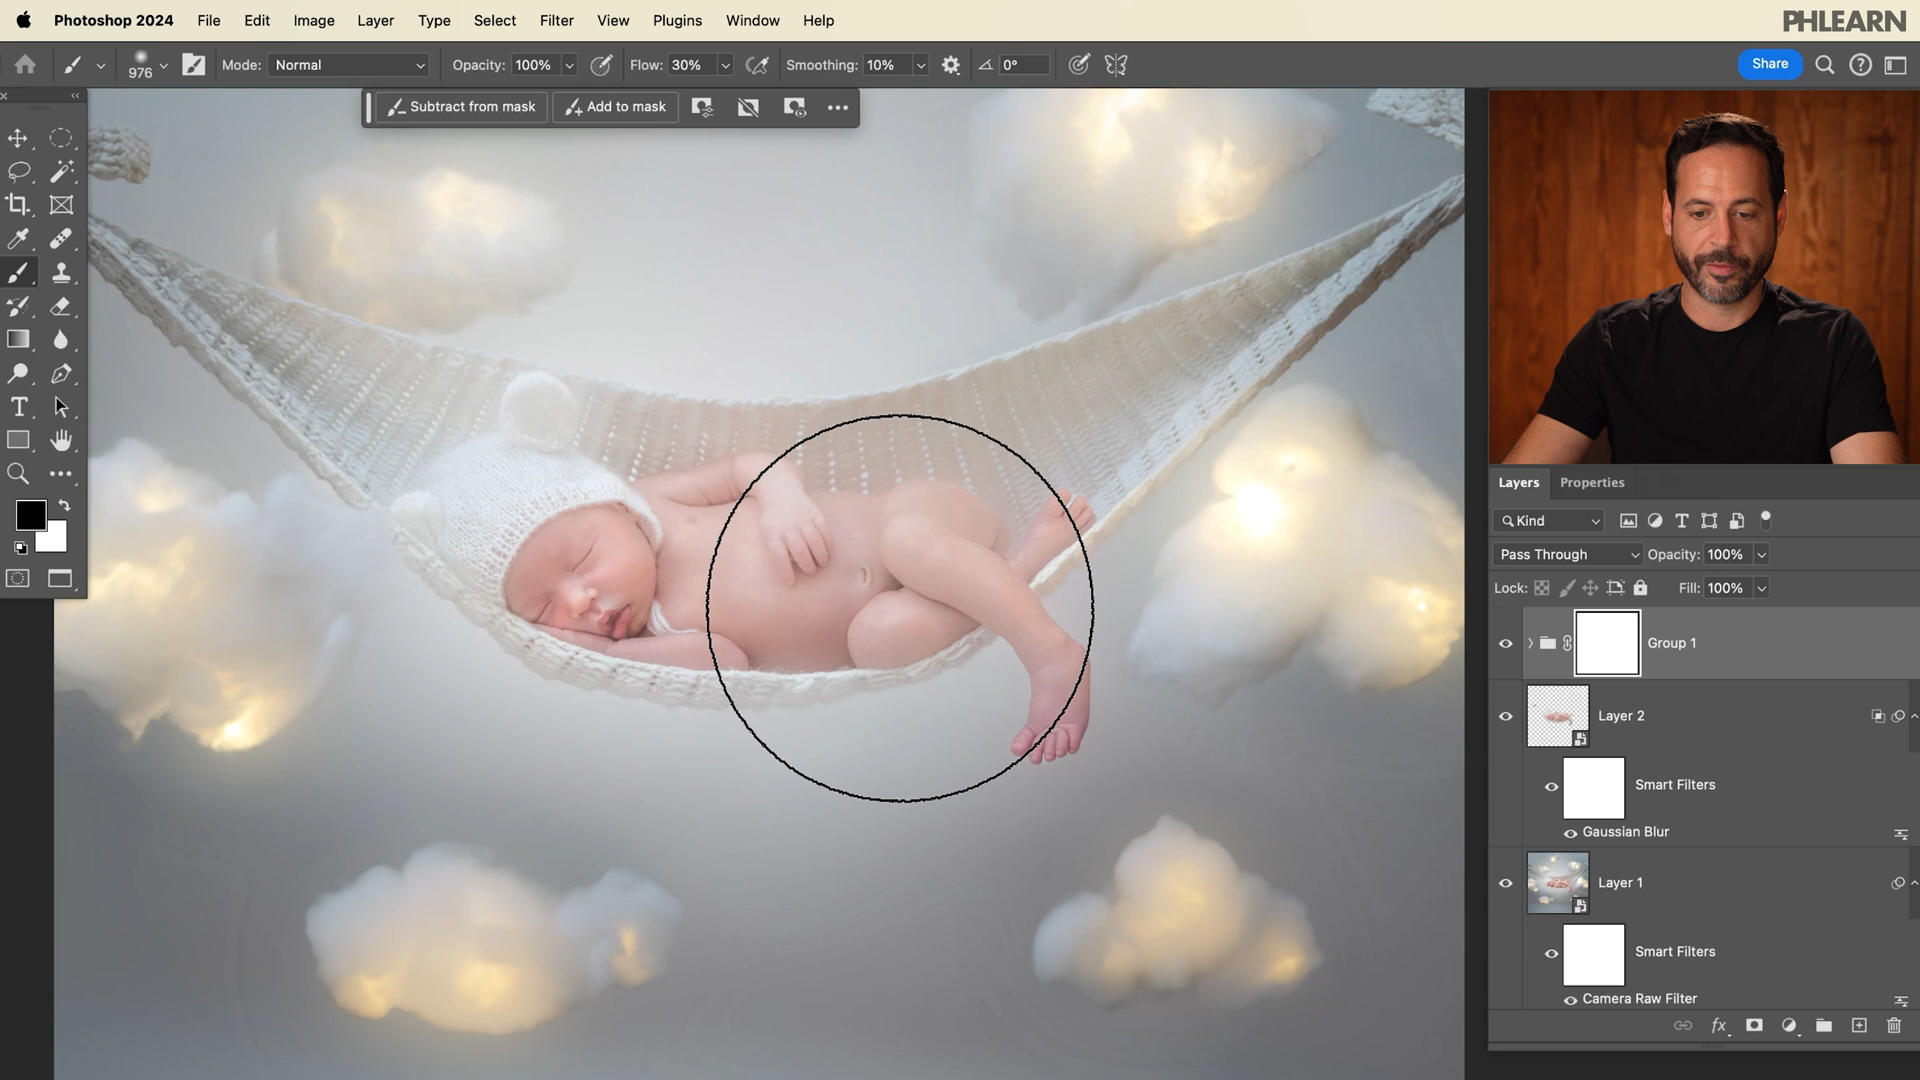 Photoshop 2024 File Edit Image Layer Type Select Filter View Plugins Window Help
PHLEARN
976 Mode: Normal Opacity: 100% Flow: 30% Smoothing: 10% 0° Share
Subtract from mask Add to mask
Layers Properties
Kind
Pass Through Opacity: 100%
Lock: Fill: 100%
Group 1
Layer 2
Smart Filters
Gaussian Blur
Layer 1
Smart Filters
Camera Raw Filter
fx